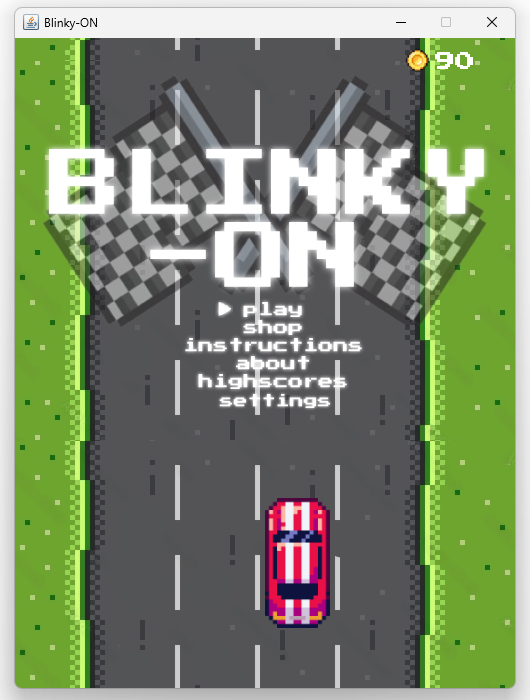 Blinky-ON
90
BLINKY
-ON
play
shop
instructions
about
highscores
settings